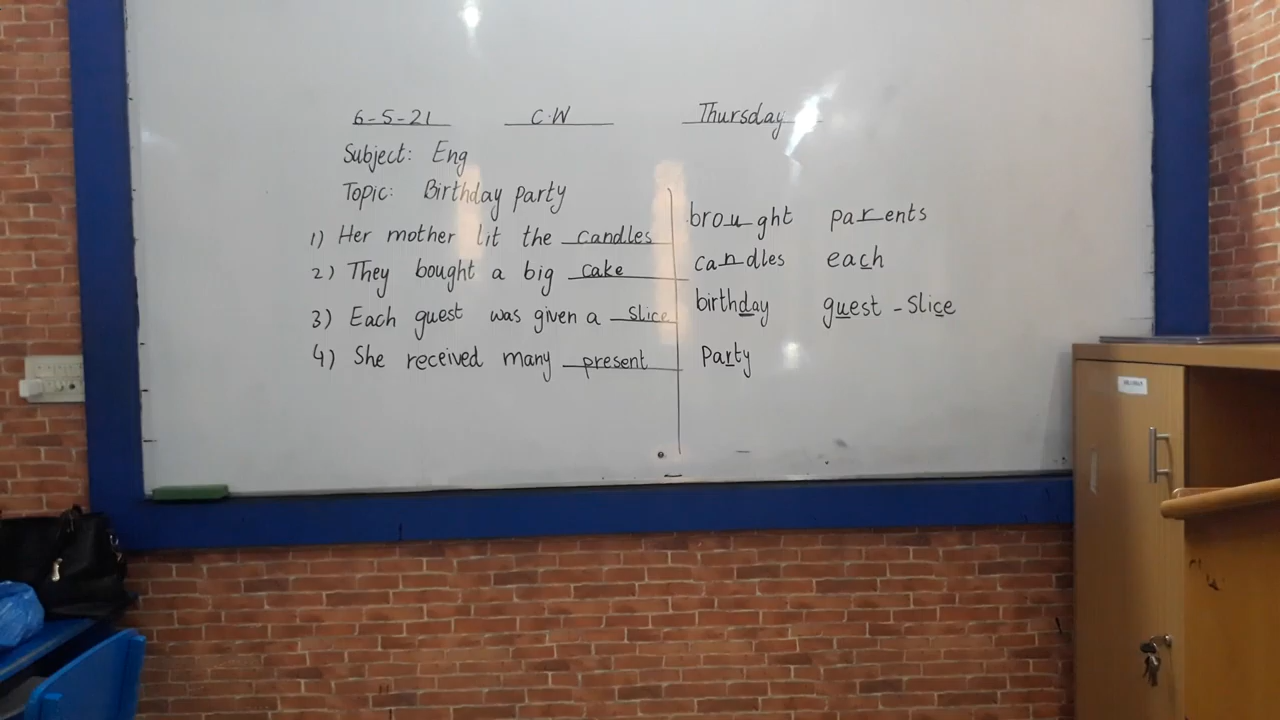 6-5-21 C.W Thursday
Subject: Eng
Topic: Birthday party
1) Her mother lit the candles
2) They bought a big cake
3) Each guest was given a slice
4) She received many present
brought parents
candles each
birthday guest - Slice
Party